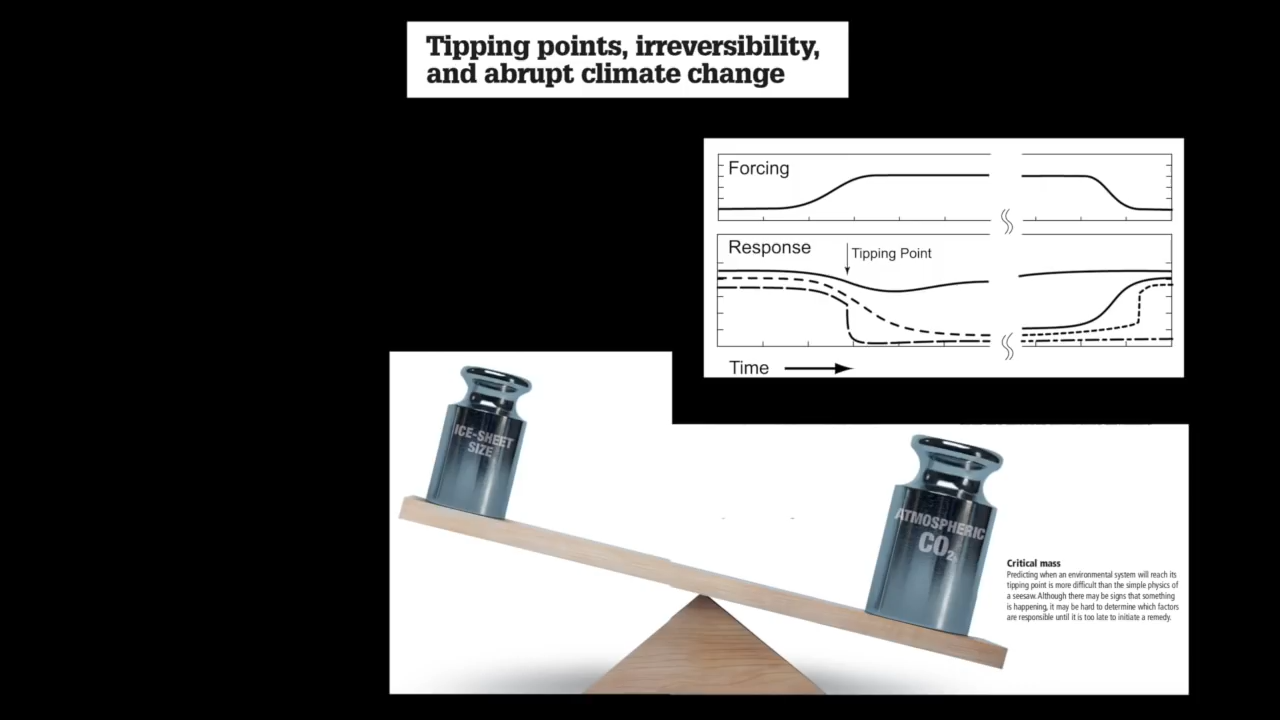 Tipping points, irreversibility,
and abrupt climate change
Forcing
Response
Tipping Point
Time
ICE-SHEET
SIZE
ATMOSPHERIC
CO₂
Critical mass
Predicting when an environmental system will reach its
tipping point is more difficult than the simple physics of
a seesaw. Although there may be signs that something
is happening, it may be hard to determine which factors
are responsible until it is too late to initiate a remedy.